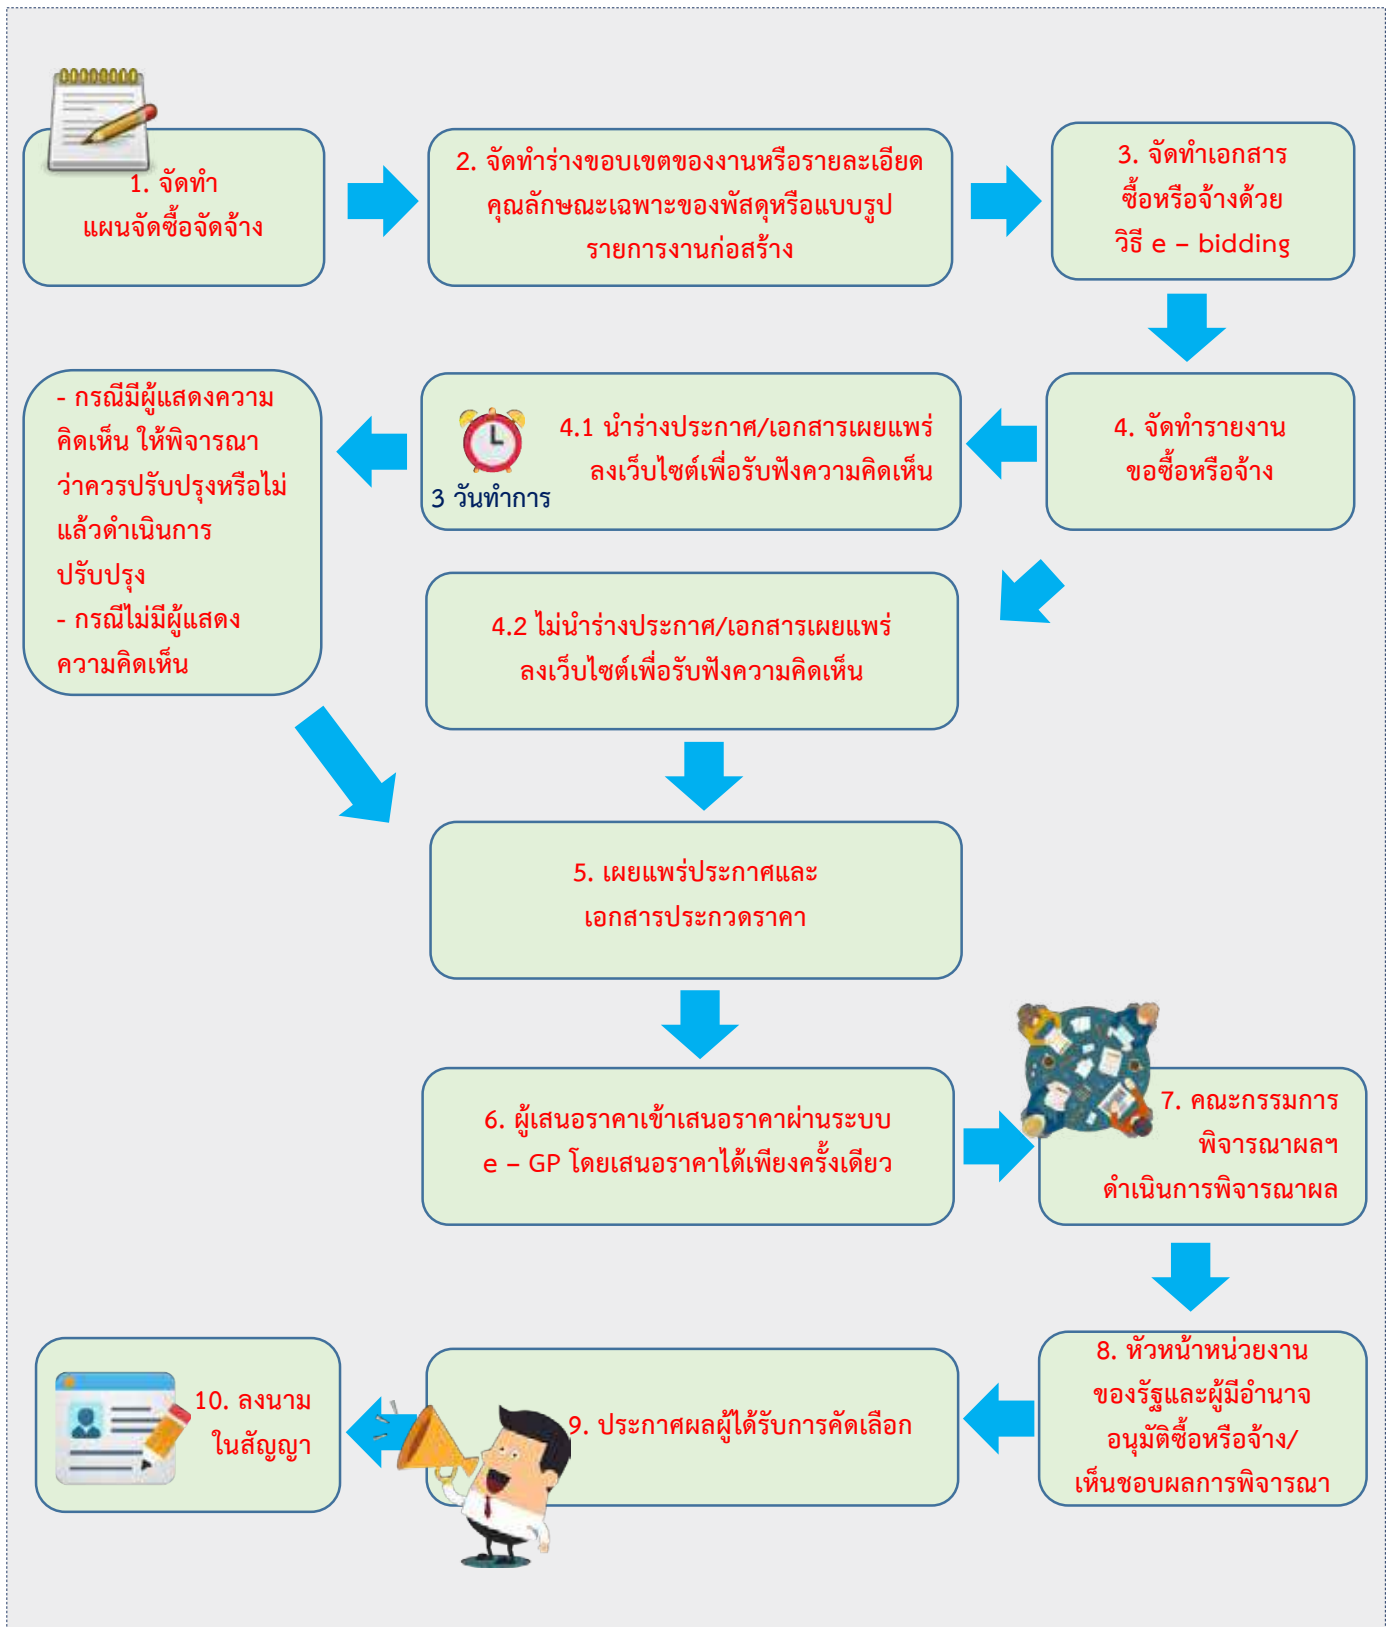 1. จัดทำ
แผนจัดซื้อจัดจ้าง
2. จัดทำร่างขอบเขตของงานหรือรายละเอียด
คุณลักษณะเฉพาะของพัสดุหรือแบบรูป
รายการงานก่อสร้าง
3. จัดทำเอกสาร
ซื้อหรือจ้างด้วย
วิธี e – bidding
4. จัดทำรายงาน
ขอซื้อหรือจ้าง
4.1 นำร่างประกาศ/เอกสารเผยแพร่
ลงเว็บไซต์เพื่อรับฟังความคิดเห็น
3 วันทำการ
- กรณีมีผู้แสดงความ
คิดเห็น ให้พิจารณา
ว่าควรปรับปรุงหรือไม่
แล้วดำเนินการ
ปรับปรุง
- กรณีไม่มีผู้แสดง
ความคิดเห็น
4.2 ไม่นำร่างประกาศ/เอกสารเผยแพร่
ลงเว็บไซต์เพื่อรับฟังความคิดเห็น
5. เผยแพร่ประกาศและ
เอกสารประกวดราคา
6. ผู้เสนอราคาเข้าเสนอราคาผ่านระบบ
e – GP โดยเสนอราคาได้เพียงครั้งเดียว
7. คณะกรรมการ
พิจารณาผลฯ
ดำเนินการพิจารณาผล
8. หัวหน้าหน่วยงาน
ของรัฐและผู้มีอำนาจ
อนุมัติซื้อหรือจ้าง/
เห็นชอบผลการพิจารณา
9. ประกาศผลผู้ได้รับการคัดเลือก
10. ลงนาม
ในสัญญา